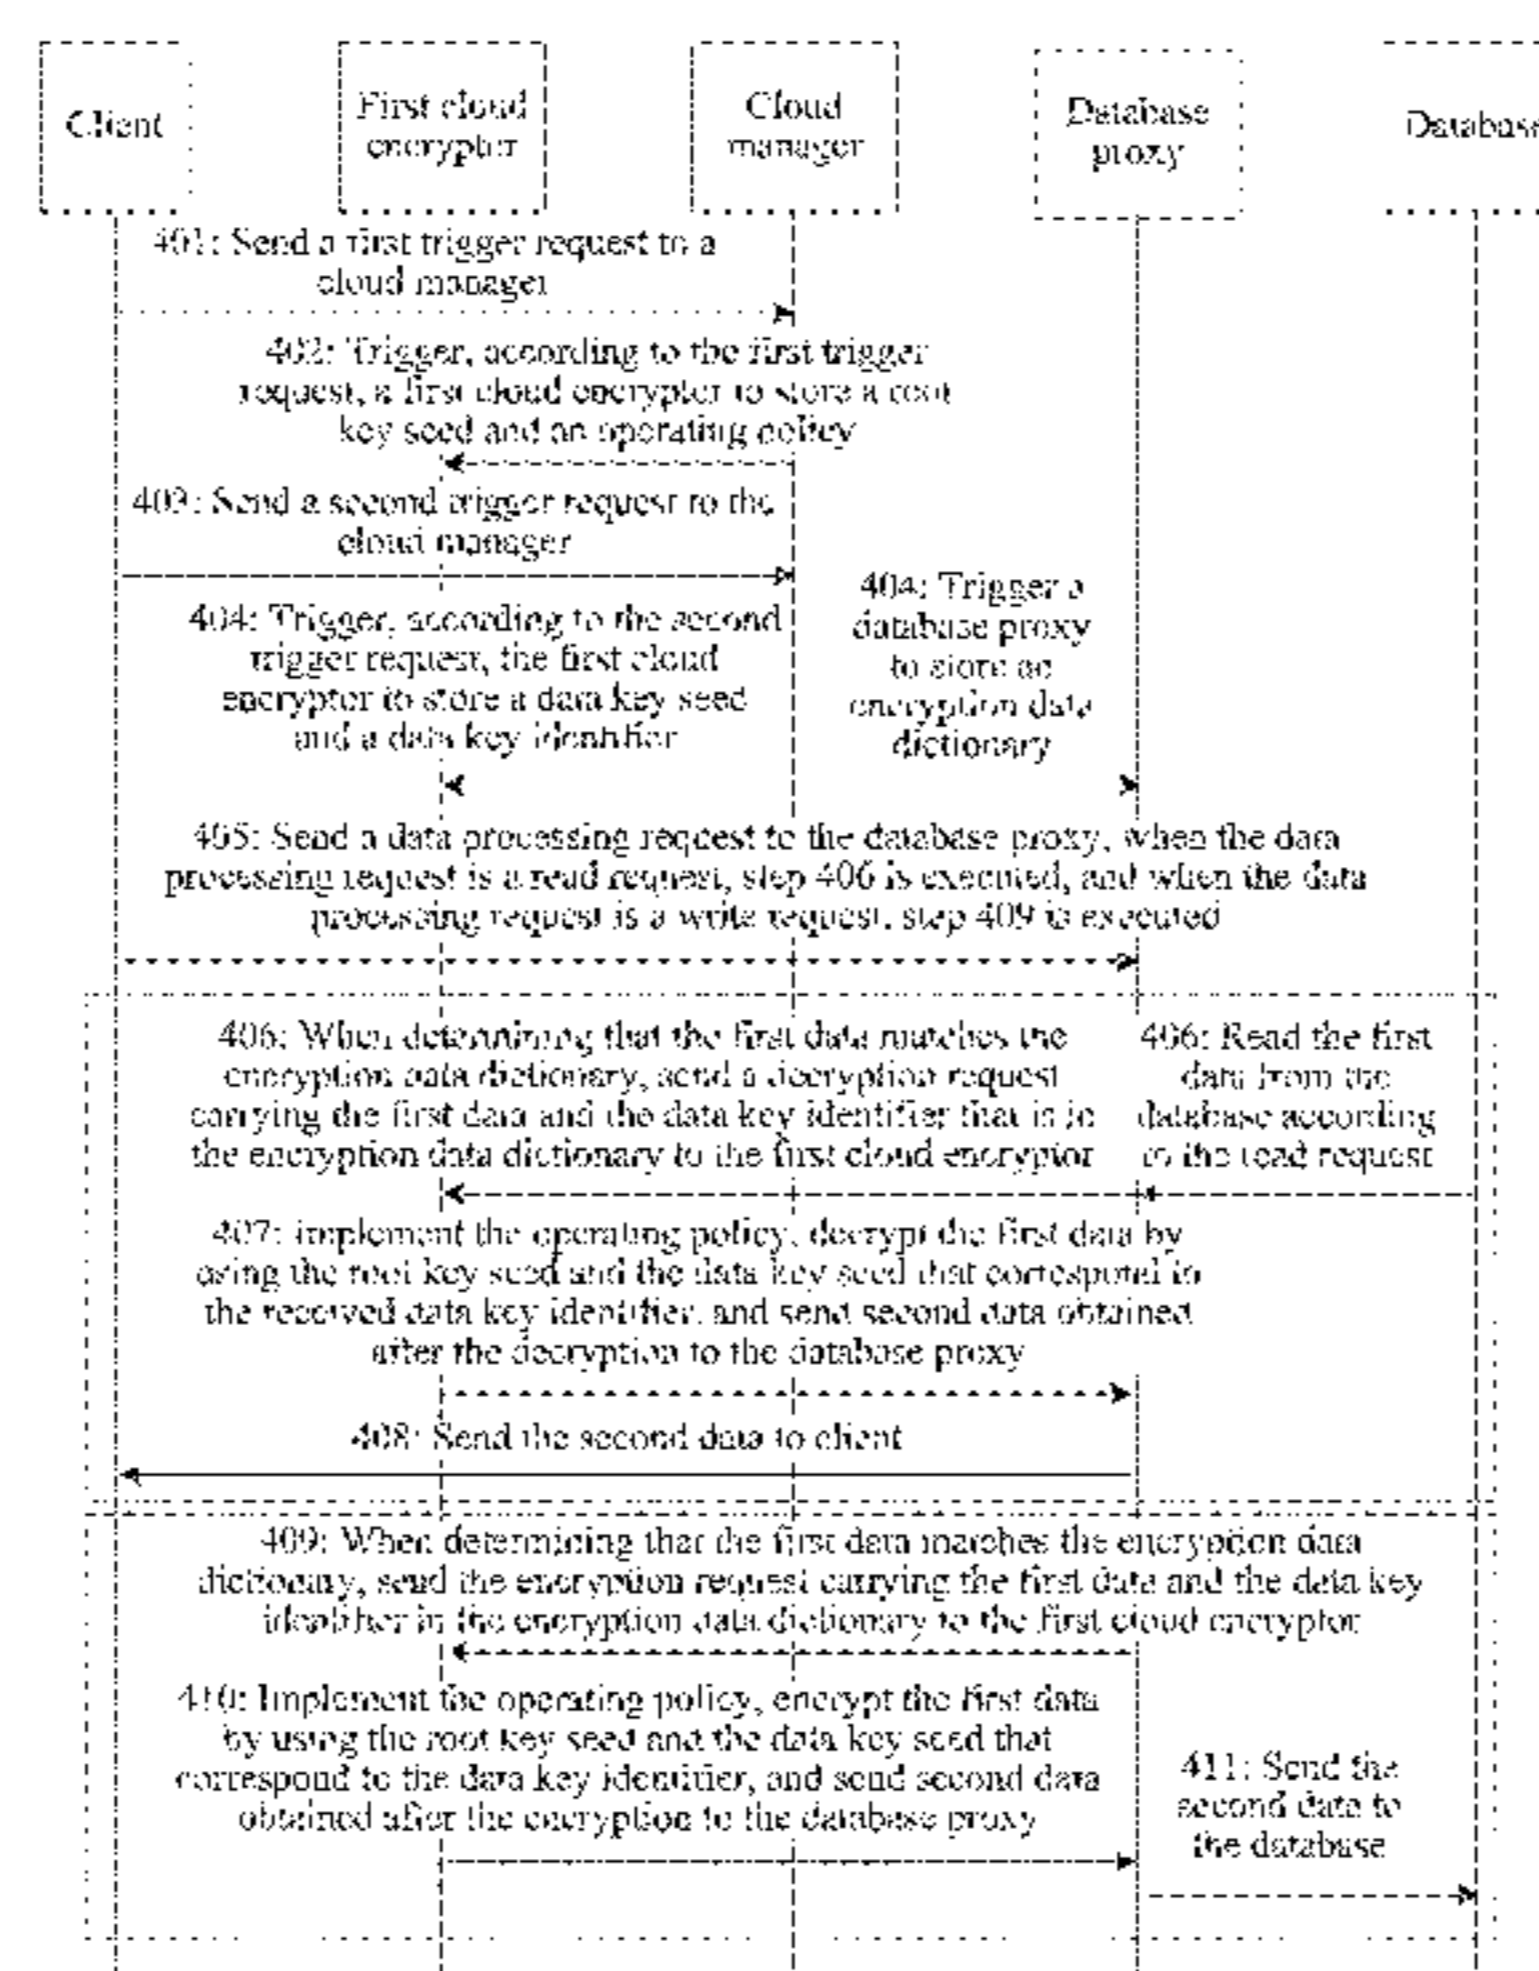 Client
First cloud
encryptor
Cloud
manager
Database
proxy
Database
401: Send a first trigger request to a
cloud manager
402: Trigger, according to the first trigger
request, a first cloud encryptor to store a root
key seed and an operating policy
403: Send a second trigger request to the
cloud manager
404: Trigger, according to the second
trigger request, the first cloud
encryptor to store a data key seed
and a data key identifier
404: Trigger a
database proxy
to store an
encryption data
dictionary
405: Send a data processing request to the database proxy, when the data
processing request is a read request, step 406 is executed, and when the data
processing request is a write request, step 409 is executed
406: When determining that the first data matches the
encryption data dictionary, send a decryption request
carrying the first data and the data key identifier that is in
the encryption data dictionary to the first cloud encryptor
406: Read the first
data from the
database according
to the read request
407: Implement the operating policy, decrypt the first data by
using the root key seed and the data key seed that correspond to
the received data key identifier, and send second data obtained
after the decryption to the database proxy
408: Send the second data to client
409: When determining that the first data matches the encryption data
dictionary, send the encryption request carrying the first data and the data key
identifier in the encryption data dictionary to the first cloud encryptor
410: Implement the operating policy, encrypt the first data
by using the root key seed and the data key seed that
correspond to the data key identifier, and send second data
obtained after the encryption to the database proxy
411: Send the
second data to
the database